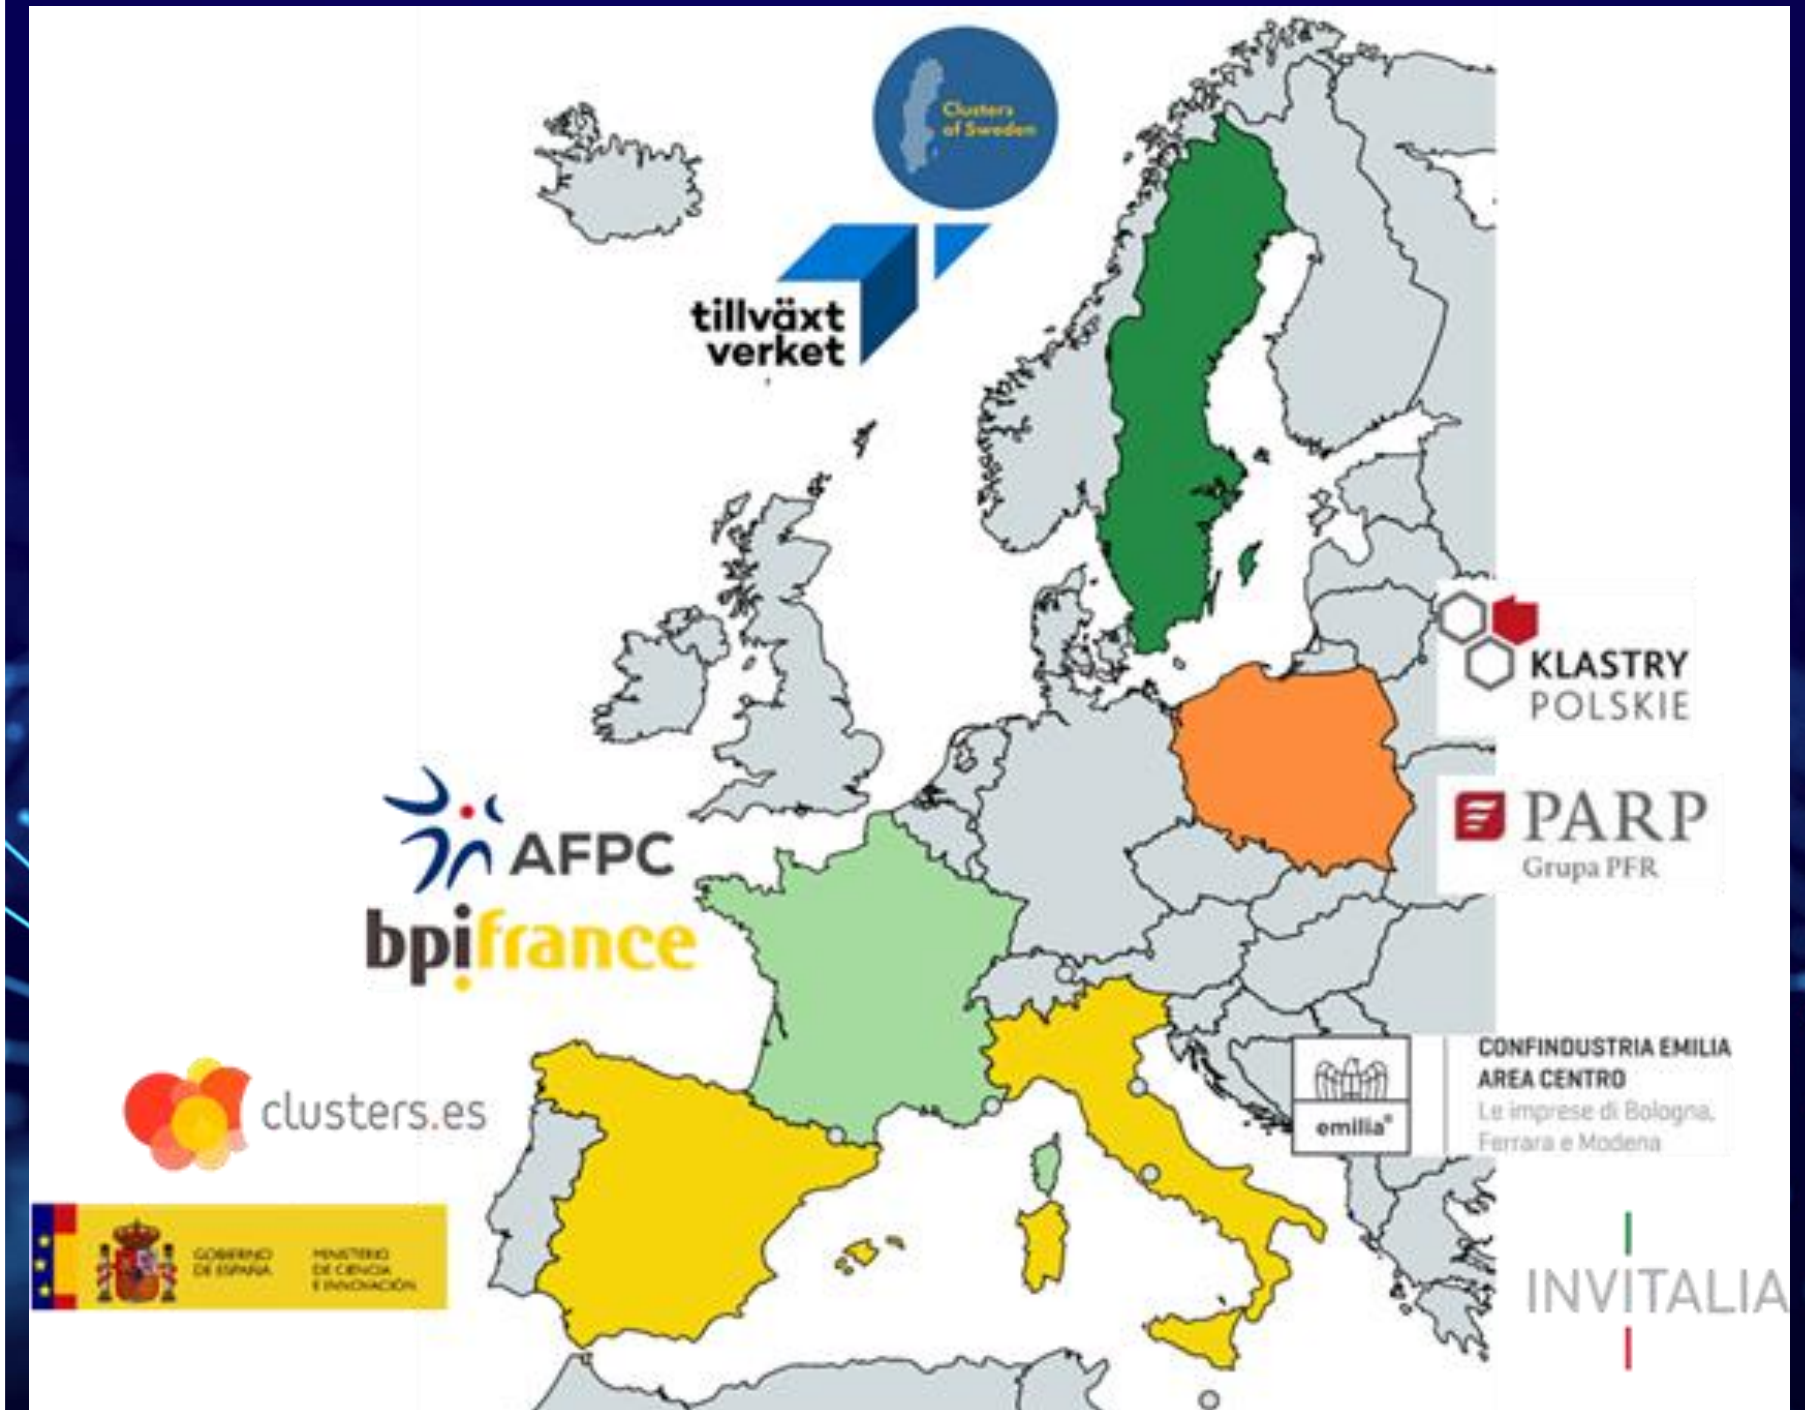 Clusters
of Sweden
tillväxt
verket
KLASTRY
POLSKIE
PARP
Grupa PFR
AFPC
bpifrance
clusters.es
GOBIERNO
DE ESPAÑA
MINISTERIO
DE CIENCIA
E INNOVACIÓN
emilia
CONFINDUSTRIA EMILIA
AREA CENTRO
Le imprese di Bologna,
Ferrara e Modena
INVITALIA